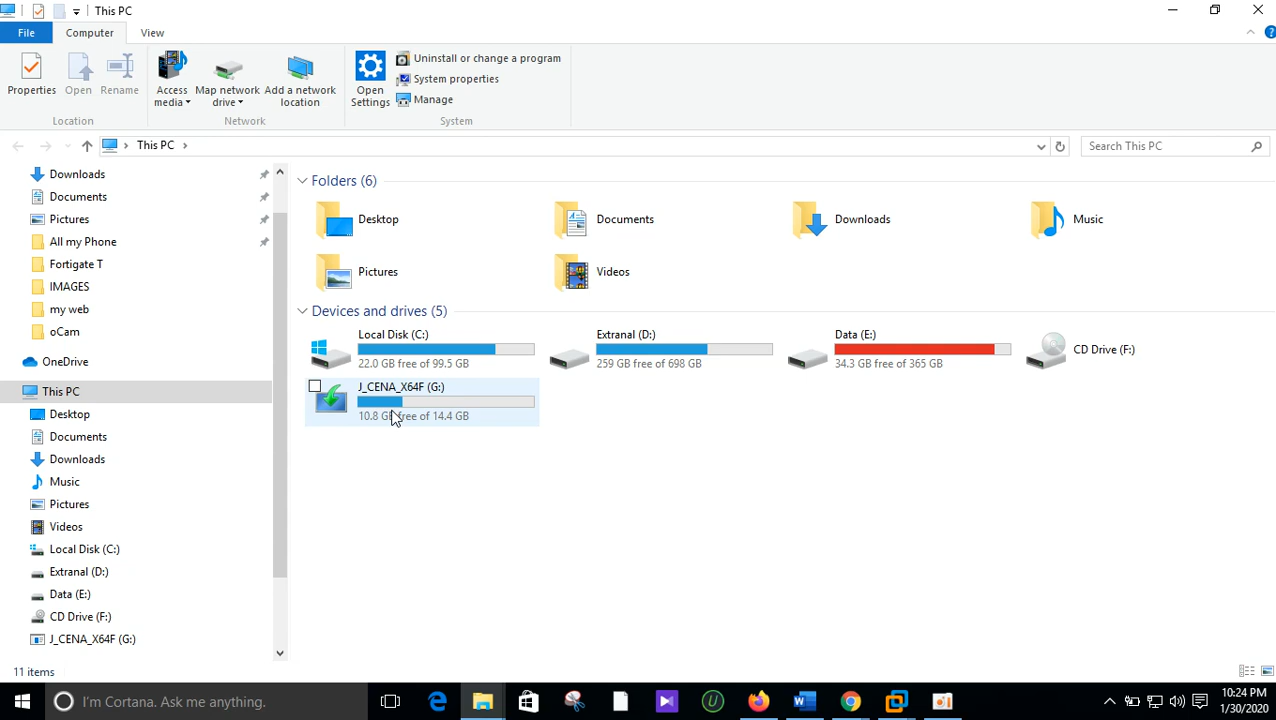 This PC
File
Computer
View
Properties
Open
Rename
Access
media
Map network
drive
Add a network
location
Open
Settings
Uninstall or change a program
System properties
Manage
Location
Network
System
This PC
Search This PC
Downloads
Documents
Pictures
All my Phone
Fortigate T
IMAGES
my web
oCam
OneDrive
This PC
Desktop
Documents
Downloads
Music
Pictures
Videos
Local Disk (C:)
Extranal (D:)
Data (E:)
CD Drive (F:)
J_CENA_X64F (G:)
Folders (6)
Desktop
Documents
Downloads
Music
Pictures
Videos
Devices and drives (5)
Local Disk (C:)
22.0 GB free of 99.5 GB
Extranal (D:)
259 GB free of 698 GB
Data (E:)
34.3 GB free of 365 GB
CD Drive (F:)
J_CENA_X64F (G:)
10.8 GB free of 14.4 GB
11 items
I'm Cortana. Ask me anything.
10:24 PM
1/30/2020